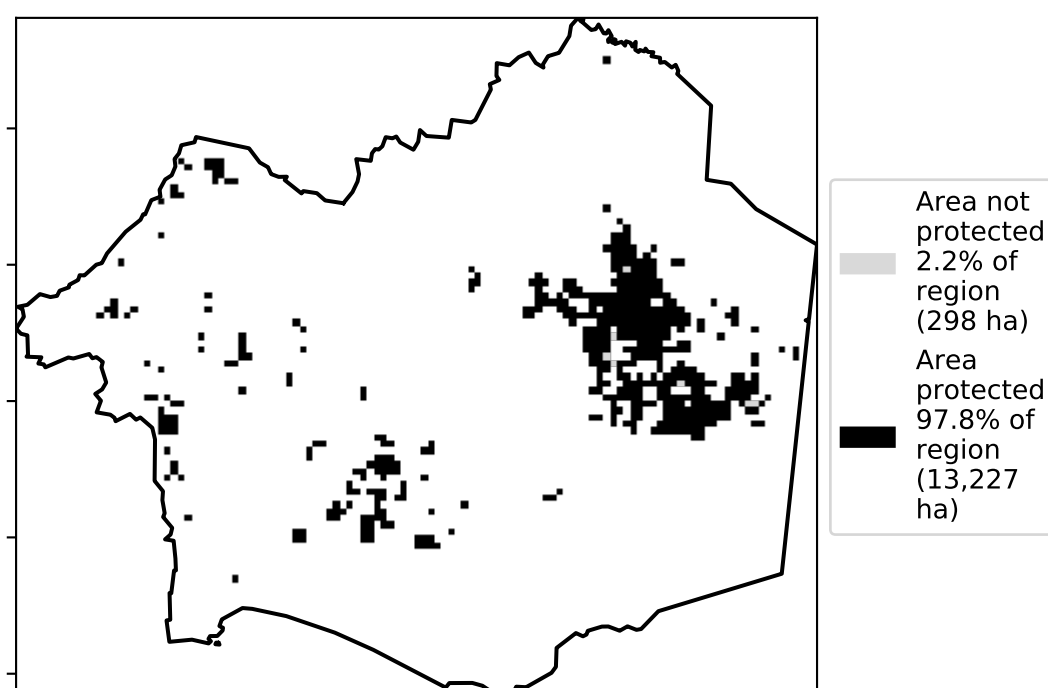 Area not
protected
2.2% of
region
(298 ha)
Area
protected
97.8% of
region
(13,227
ha)